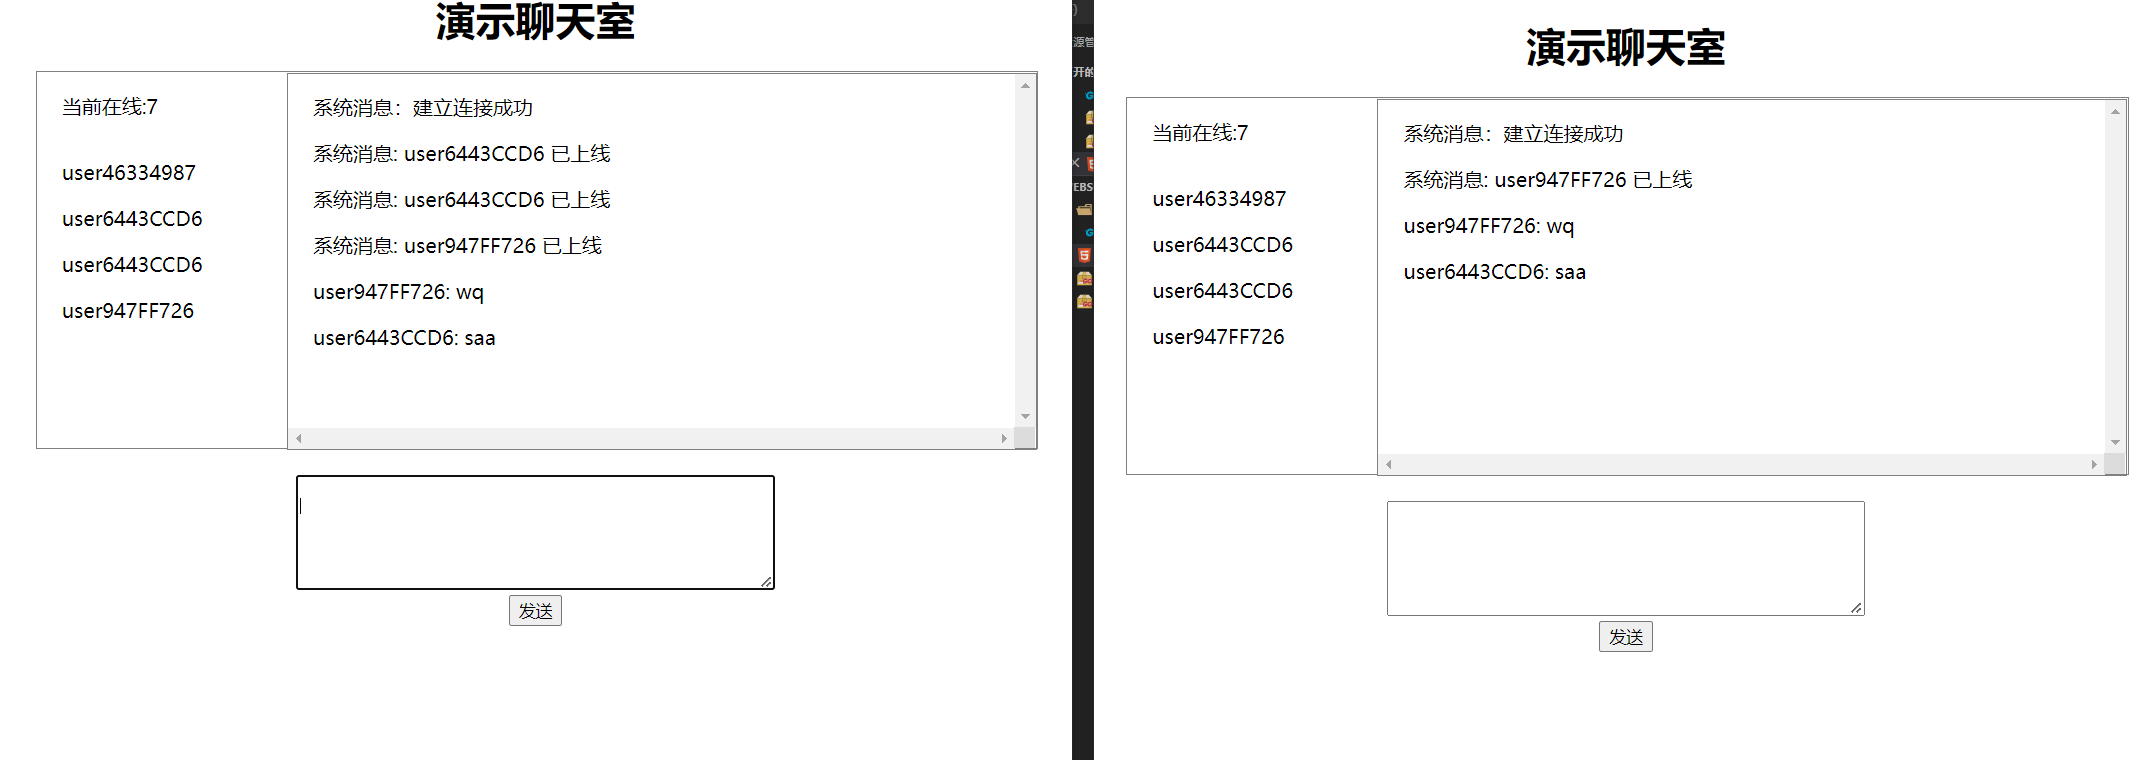 演示聊天室
当前在线:7
user46334987
user6443CCD6
user6443CCD6
user947FF726
系统消息：建立连接成功
系统消息: user6443CCD6 已上线
系统消息: user6443CCD6 已上线
系统消息: user947FF726 已上线
user947FF726: wq
user6443CCD6: saa
发送
源管
开的
EBS
演示聊天室
当前在线:7
user46334987
user6443CCD6
user6443CCD6
user947FF726
系统消息：建立连接成功
系统消息: user947FF726 已上线
user947FF726: wq
user6443CCD6: saa
发送